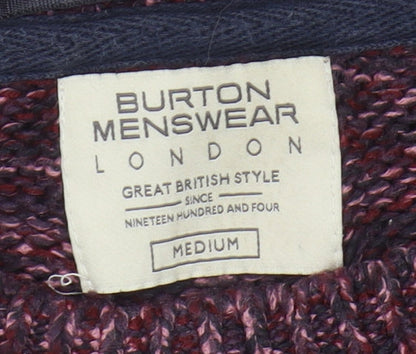 BURTON
MENSWEAR
LONDON
GREAT BRITISH STYLE
SINCE
NINETEEN HUNDRED AND FOUR
MEDIUM